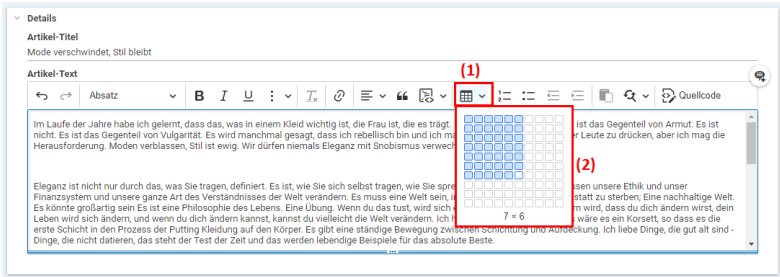 Details
Artikel-Titel
Mode verschwindet, Stil bleibt
Artikel-Text
(1)
Absatz
B I U
Quellcode
Im Laufe der Jahre habe ich gelernt, dass das, was in einem Kleid wichtig ist, die Frau ist, die es trägt. ist das Gegenteil von Armut. Es ist
nicht. Es ist das Gegenteil von Vulgarität. Es wird manchmal gesagt, dass ich rebellisch bin und ich ma er Leute zu drücken, aber ich mag die
Herausforderung. Moden verblassen, Stil ist ewig. Wir dürfen niemals Eleganz mit Snobismus verwech
(2)
Eleganz ist nicht nur durch das, was Sie tragen, definiert. Es ist, wie Sie sich selbst tragen, wie Sie spre ssen unsere Ethik und unser
Finanzsystem und unsere ganze Art des Verständnisses der Welt verändern. Es muss eine Welt sein, in statt zu sterben; Eine nachhaltige Welt.
Es könnte großartig sein Es ist eine Philosophie des Lebens. Eine Übung. Wenn du das tust, wird sich e rn wird, dass du dich ändern wirst, dein
Leben wird sich ändern, und wenn du dich ändern kannst, kannst du vielleicht die Welt verändern. Ich h s wäre es ein Korsett, so dass es die
7 × 6
erste Schicht in den Prozess der Putting Kleidung auf den Körper. Es gibt eine ständige Bewegung zwischen Schichtung und Aufdeckung. Ich liebe Dinge, die gut alt sind -
Dinge, die nicht datieren, das steht der Test der Zeit und das werden lebendige Beispiele für das absolute Beste.